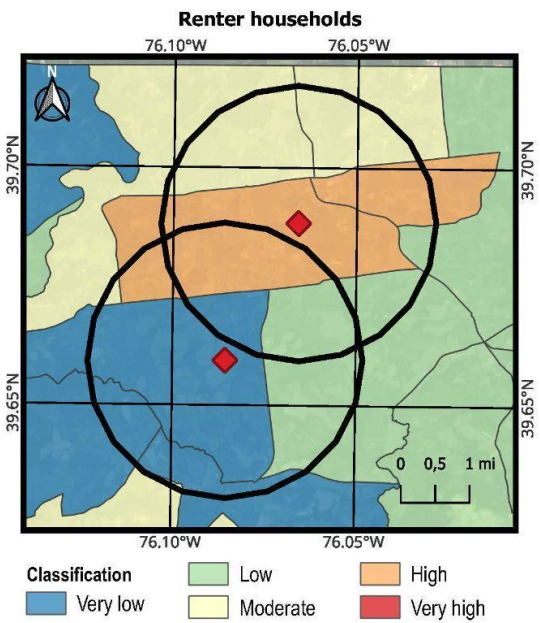 Renter households
76.10°W 76.05°W
N
39.70°N 39.70°N
39.65°N 39.65°N
0 0,5 1 mi
76.10°W 76.05°W
Classification Low High
Very low Moderate Very high